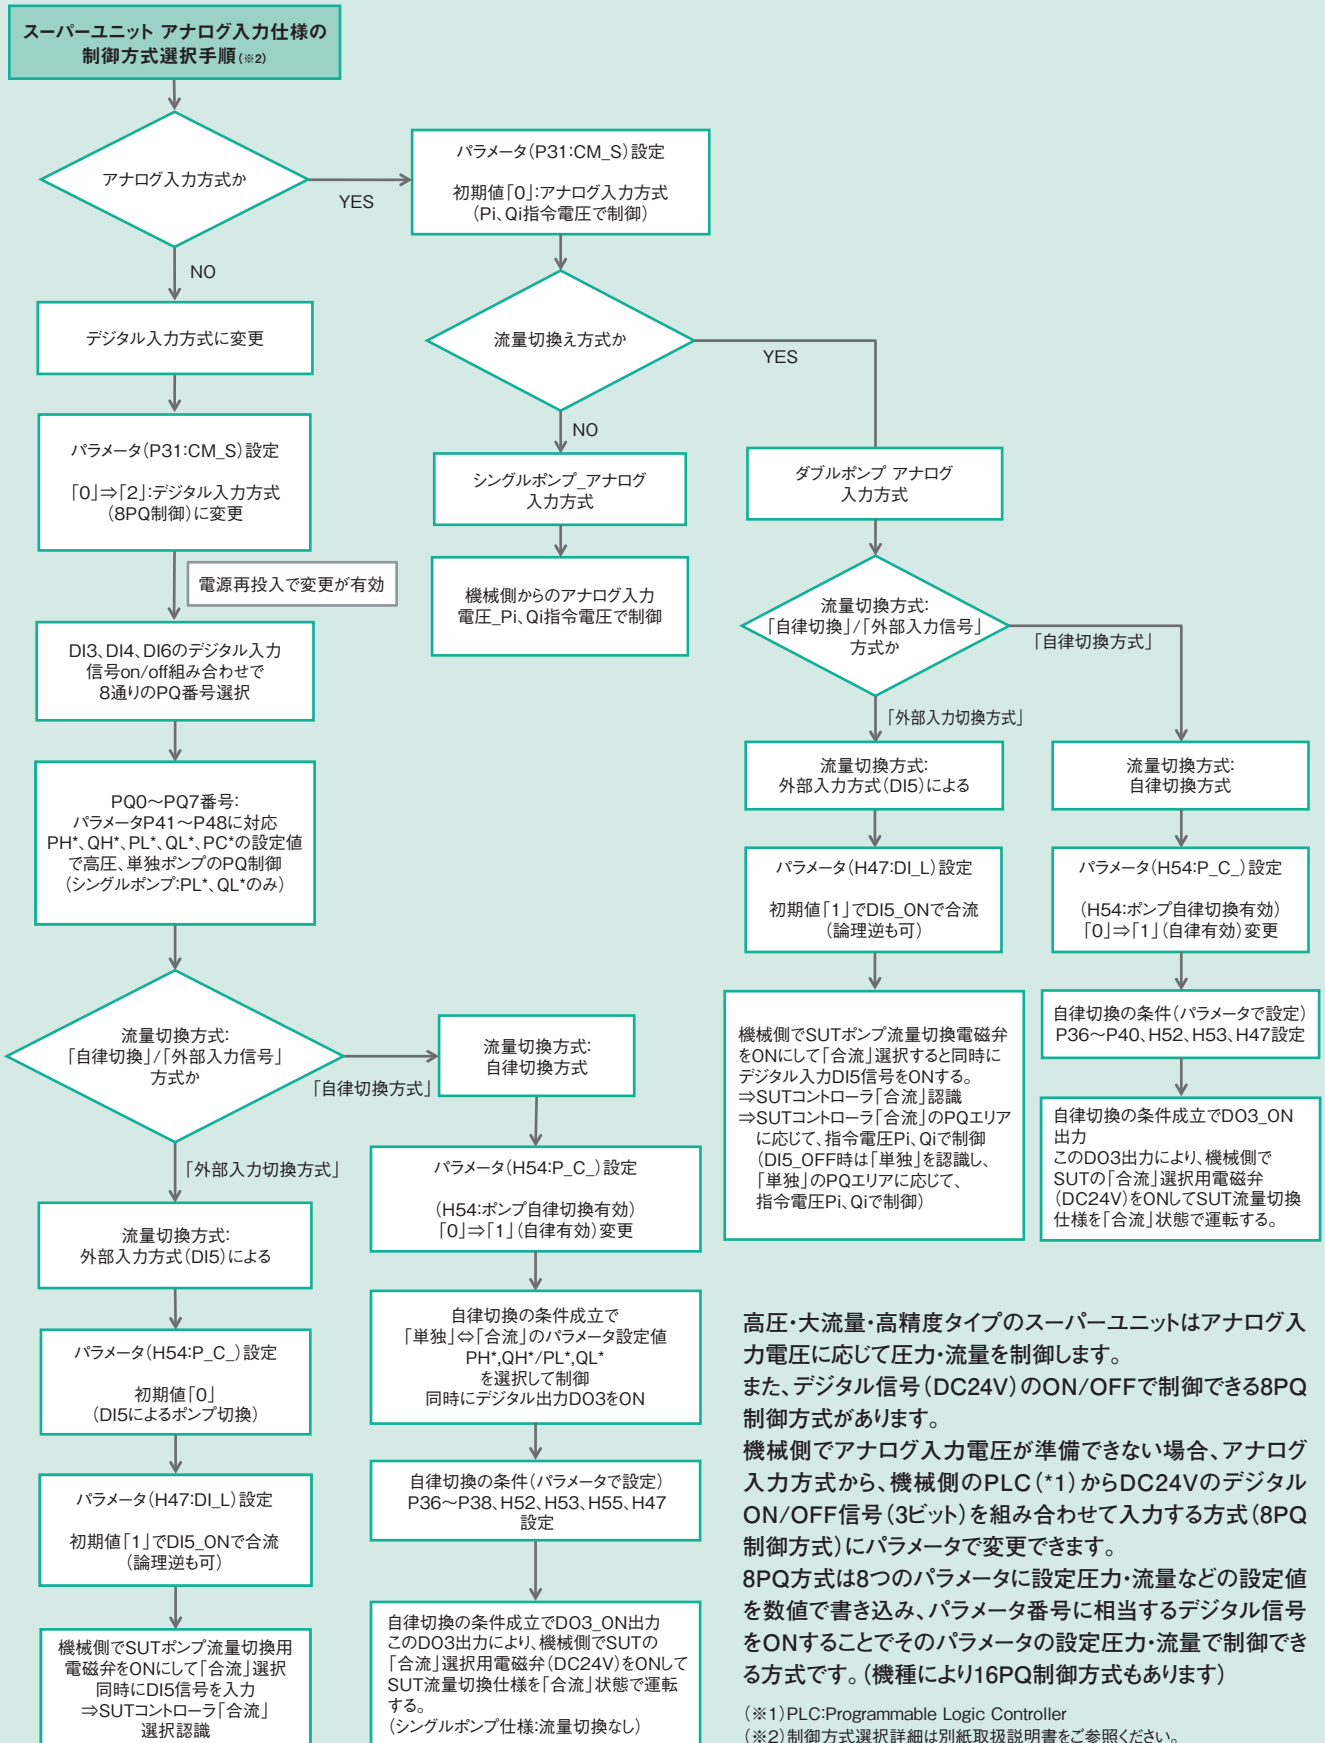 スーパーユニット アナログ入力仕様の
制御方式選択手順(※2)
アナログ入力方式か
YES
NO
パラメータ(P31:CM_S)設定
初期値「0」:アナログ入力方式
(Pi、Qi指令電圧で制御)
デジタル入力方式に変更
パラメータ(P31:CM_S)設定
「0」⇒「2」:デジタル入力方式
(8PQ制御)に変更
電源再投入で変更が有効
DI3、DI4、DI6のデジタル入力
信号on/off組み合わせで
8通りのPQ番号選択
PQ0〜PQ7番号:
パラメータP41〜P48に対応
PH*、QH*、PL*、QL*、PC*の設定値
で高圧、単独ポンプのPQ制御
(シングルポンプ:PL*、QL*のみ)
流量切換方式:
「自律切換」/「外部入力信号」
方式か
「自律切換方式」
「外部入力切換方式」
流量切換方式:
外部入力方式(DI5)による
パラメータ(H54:P_C_)設定
初期値「0」
(DI5によるポンプ切換)
パラメータ(H47:DI_L)設定
初期値「1」でDI5_ONで合流
(論理逆も可)
機械側でSUTポンプ流量切換用
電磁弁をONにして「合流」選択
同時にDI5信号を入力
⇒SUTコントローラ「合流」
選択認識
流量切換方式:
自律切換方式
パラメータ(H54:P_C_)設定
(H54:ポンプ自律切換有効)
「0」⇒「1」(自律有効)変更
自律切換の条件成立で
「単独」⇔「合流」のパラメータ設定値
PH*,QH*/PL*,QL*
を選択して制御
同時にデジタル出力DO3をON
自律切換の条件(パラメータで設定)
P36〜P38、H52、H53、H55、H47
設定
自律切換の条件成立でDO3_ON出力
このDO3出力により、機械側でSUTの
「合流」選択用電磁弁(DC24V)をONして
SUT流量切換仕様を「合流」状態で運転
する。
(シングルポンプ仕様:流量切換なし)
流量切換え方式か
YES
NO
シングルポンプ_アナログ
入力方式
機械側からのアナログ入力
電圧_Pi、Qi指令電圧で制御
ダブルポンプ アナログ
入力方式
流量切換方式:
「自律切換」/「外部入力信号」
方式か
「自律切換方式」
「外部入力切換方式」
流量切換方式:
外部入力方式(DI5)による
パラメータ(H47:DI_L)設定
初期値「1」でDI5_ONで合流
(論理逆も可)
機械側でSUTポンプ流量切換電磁弁
をONにして「合流」選択すると同時に
デジタル入力DI5信号をONする。
⇒SUTコントローラ「合流」認識
⇒SUTコントローラ「合流」のPQエリア
に応じて、指令電圧Pi、Qiで制御
(DI5_OFF時は「単独」を認識し、
「単独」のPQエリアに応じて、
指令電圧Pi、Qiで制御)
流量切換方式:
自律切換方式
パラメータ(H54:P_C_)設定
(H54:ポンプ自律切換有効)
「0」⇒「1」(自律有効)変更
自律切換の条件(パラメータで設定)
P36〜P40、H52、H53、H47設定
自律切換の条件成立でDO3_ON
出力
このDO3出力により、機械側で
SUTの「合流」選択用電磁弁
(DC24V)をONしてSUT流量切換
仕様を「合流」状態で運転する。
高圧・大流量・高精度タイプのスーパーユニットはアナログ入
力電圧に応じて圧力・流量を制御します。
また、デジタル信号(DC24V)のON/OFFで制御できる8PQ
制御方式があります。
機械側でアナログ入力電圧が準備できない場合、アナログ
入力方式から、機械側のPLC(*1)からDC24Vのデジタル
ON/OFF信号(3ビット)を組み合わせて入力する方式(8PQ
制御方式)にパラメータで変更できます。
8PQ方式は8つのパラメータに設定圧力・流量などの設定値
を数値で書き込み、パラメータ番号に相当するデジタル信号
をONすることでそのパラメータの設定圧力・流量で制御でき
る方式です。(機種により16PQ制御方式もあります)
(※1)PLC:Programmable Logic Controller
(※2)制御方式選択詳細は別紙取扱説明書をご参照ください。